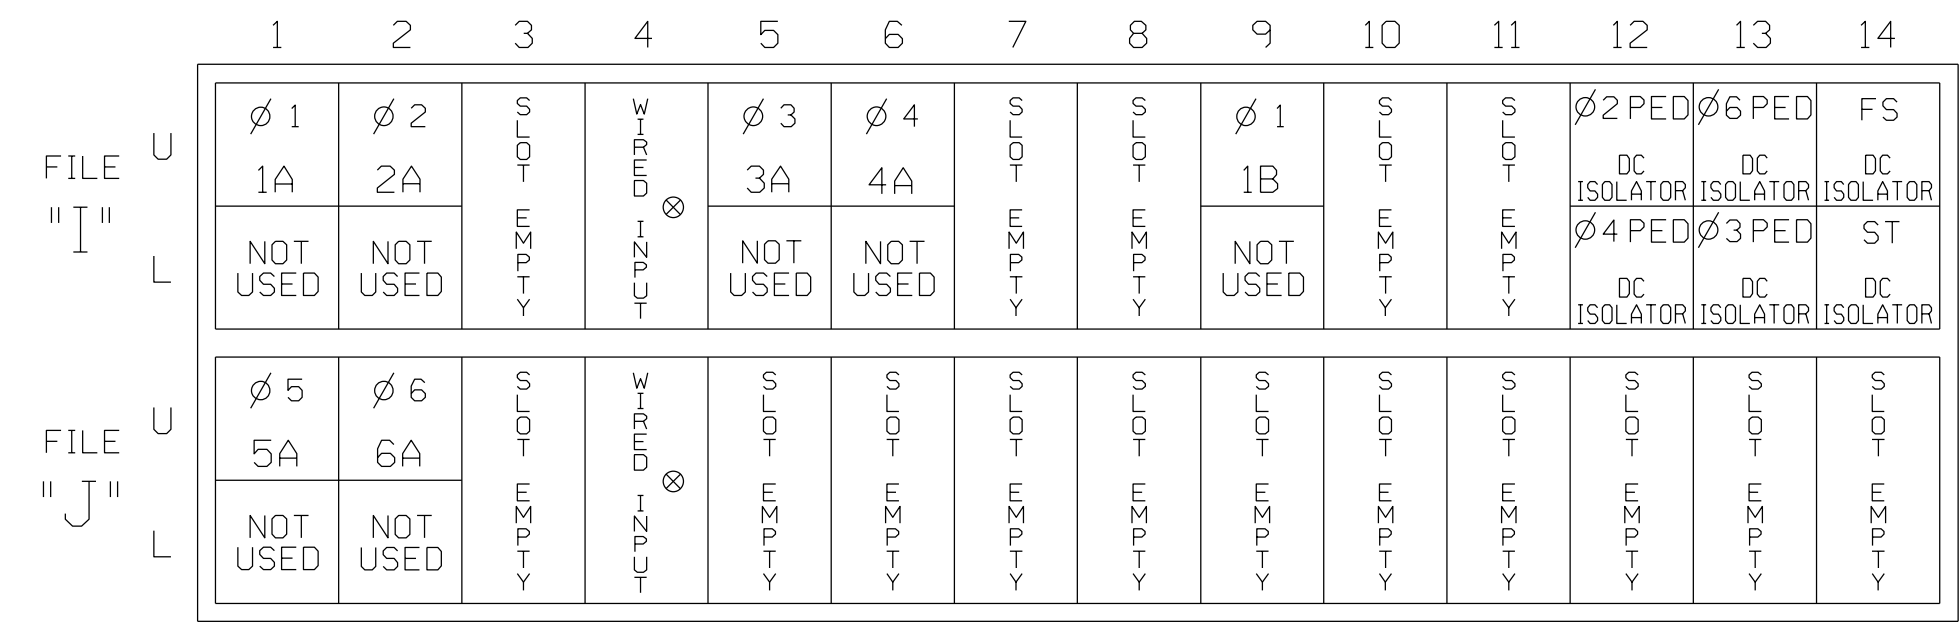 1 2 3 4 5 6 7 8 9 10 11 12 13 14
FILE "I"
U
L
Ø 1
1A
NOT
USED
Ø 2
2A
NOT
USED
SLOT EMPTY
WIRED INPUT
Ø 3
3A
NOT
USED
Ø 4
4A
NOT
USED
SLOT EMPTY
SLOT EMPTY
Ø 1
1B
NOT
USED
SLOT EMPTY
SLOT EMPTY
Ø2 PED
DC
ISOLATOR
Ø4 PED
DC
ISOLATOR
Ø6 PED
DC
ISOLATOR
Ø3 PED
DC
ISOLATOR
FS
DC
ISOLATOR
ST
DC
ISOLATOR
FILE "J"
U
L
Ø 5
5A
NOT
USED
Ø 6
6A
NOT
USED
SLOT EMPTY
WIRED INPUT
SLOT EMPTY
SLOT EMPTY
SLOT EMPTY
SLOT EMPTY
SLOT EMPTY
SLOT EMPTY
SLOT EMPTY
SLOT EMPTY
SLOT EMPTY
SLOT EMPTY